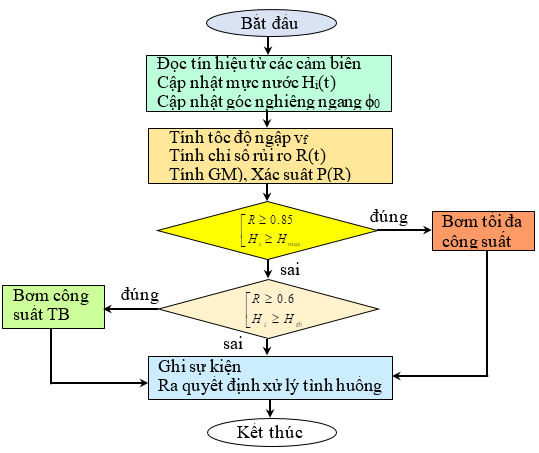 Bắt đầu
Đọc tín hiệu từ các cảm biến
Cập nhật mực nước Hi(t)
Cập nhật góc nghiêng ngang ϕ0
Tính tốc độ ngập vf
Tính chỉ số rủi ro R(t)
Tính GM), Xác suất P(R)
R ≥ 0.85
Hi ≥ Hmax
đúng
Bơm tối đa
công suất
sai
R ≥ 0.6
Hi ≥ Htb
đúng
Bơm công
suất TB
sai
Ghi sự kiện
Ra quyết định xử lý tình huống
Kết thúc